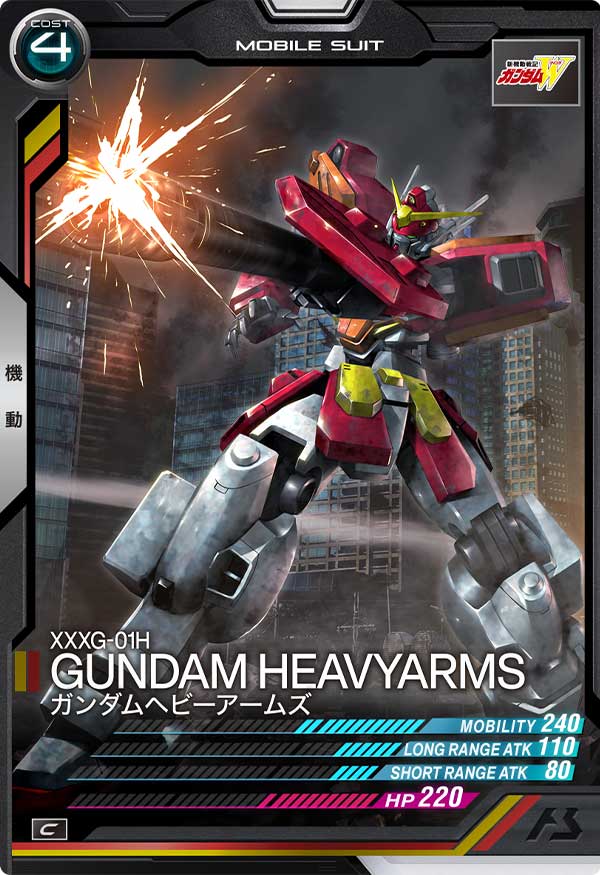 COST
4
MOBILE SUIT
新機動戦記
ガンダムW
機動
XXXG-01H
GUNDAM HEAVYARMS
ガンダムヘビーアームズ
MOBILITY 240
LONG RANGE ATK 110
SHORT RANGE ATK 80
HP 220
C